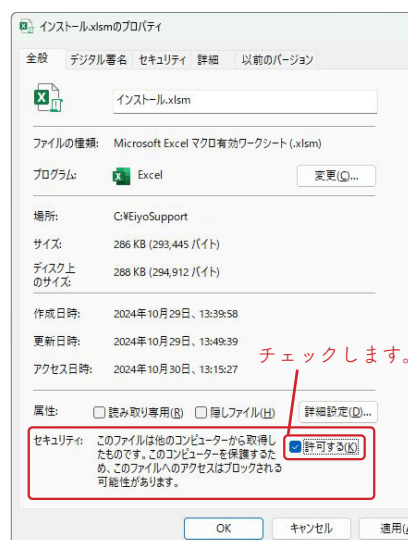 インストール.xlsmのプロパティ
全般 デジタル署名 セキュリティ 詳細 以前のバージョン
インストール.xlsm
ファイルの種類: Microsoft Excel マクロ有効ワークシート (.xlsm)
プログラム: Excel 変更(C)...
場所: C:¥EiyoSupport
サイズ: 286 KB (293,445 バイト)
ディスク上
のサイズ: 288 KB (294,912 バイト)
作成日時: 2024年10月29日、13:39:58
更新日時: 2024年10月29日、13:49:39
チェックします。
アクセス日時: 2024年10月30日、13:15:27
属性: 読み取り専用(R) 隠しファイル(H) 詳細設定(D)...
セキュリティ: このファイルは他のコンピューターから取得し
たものです。このコンピューターを保護するた
め、このファイルへのアクセスはブロックされる
可能性があります。
許可する(K)
OK キャンセル 適用(